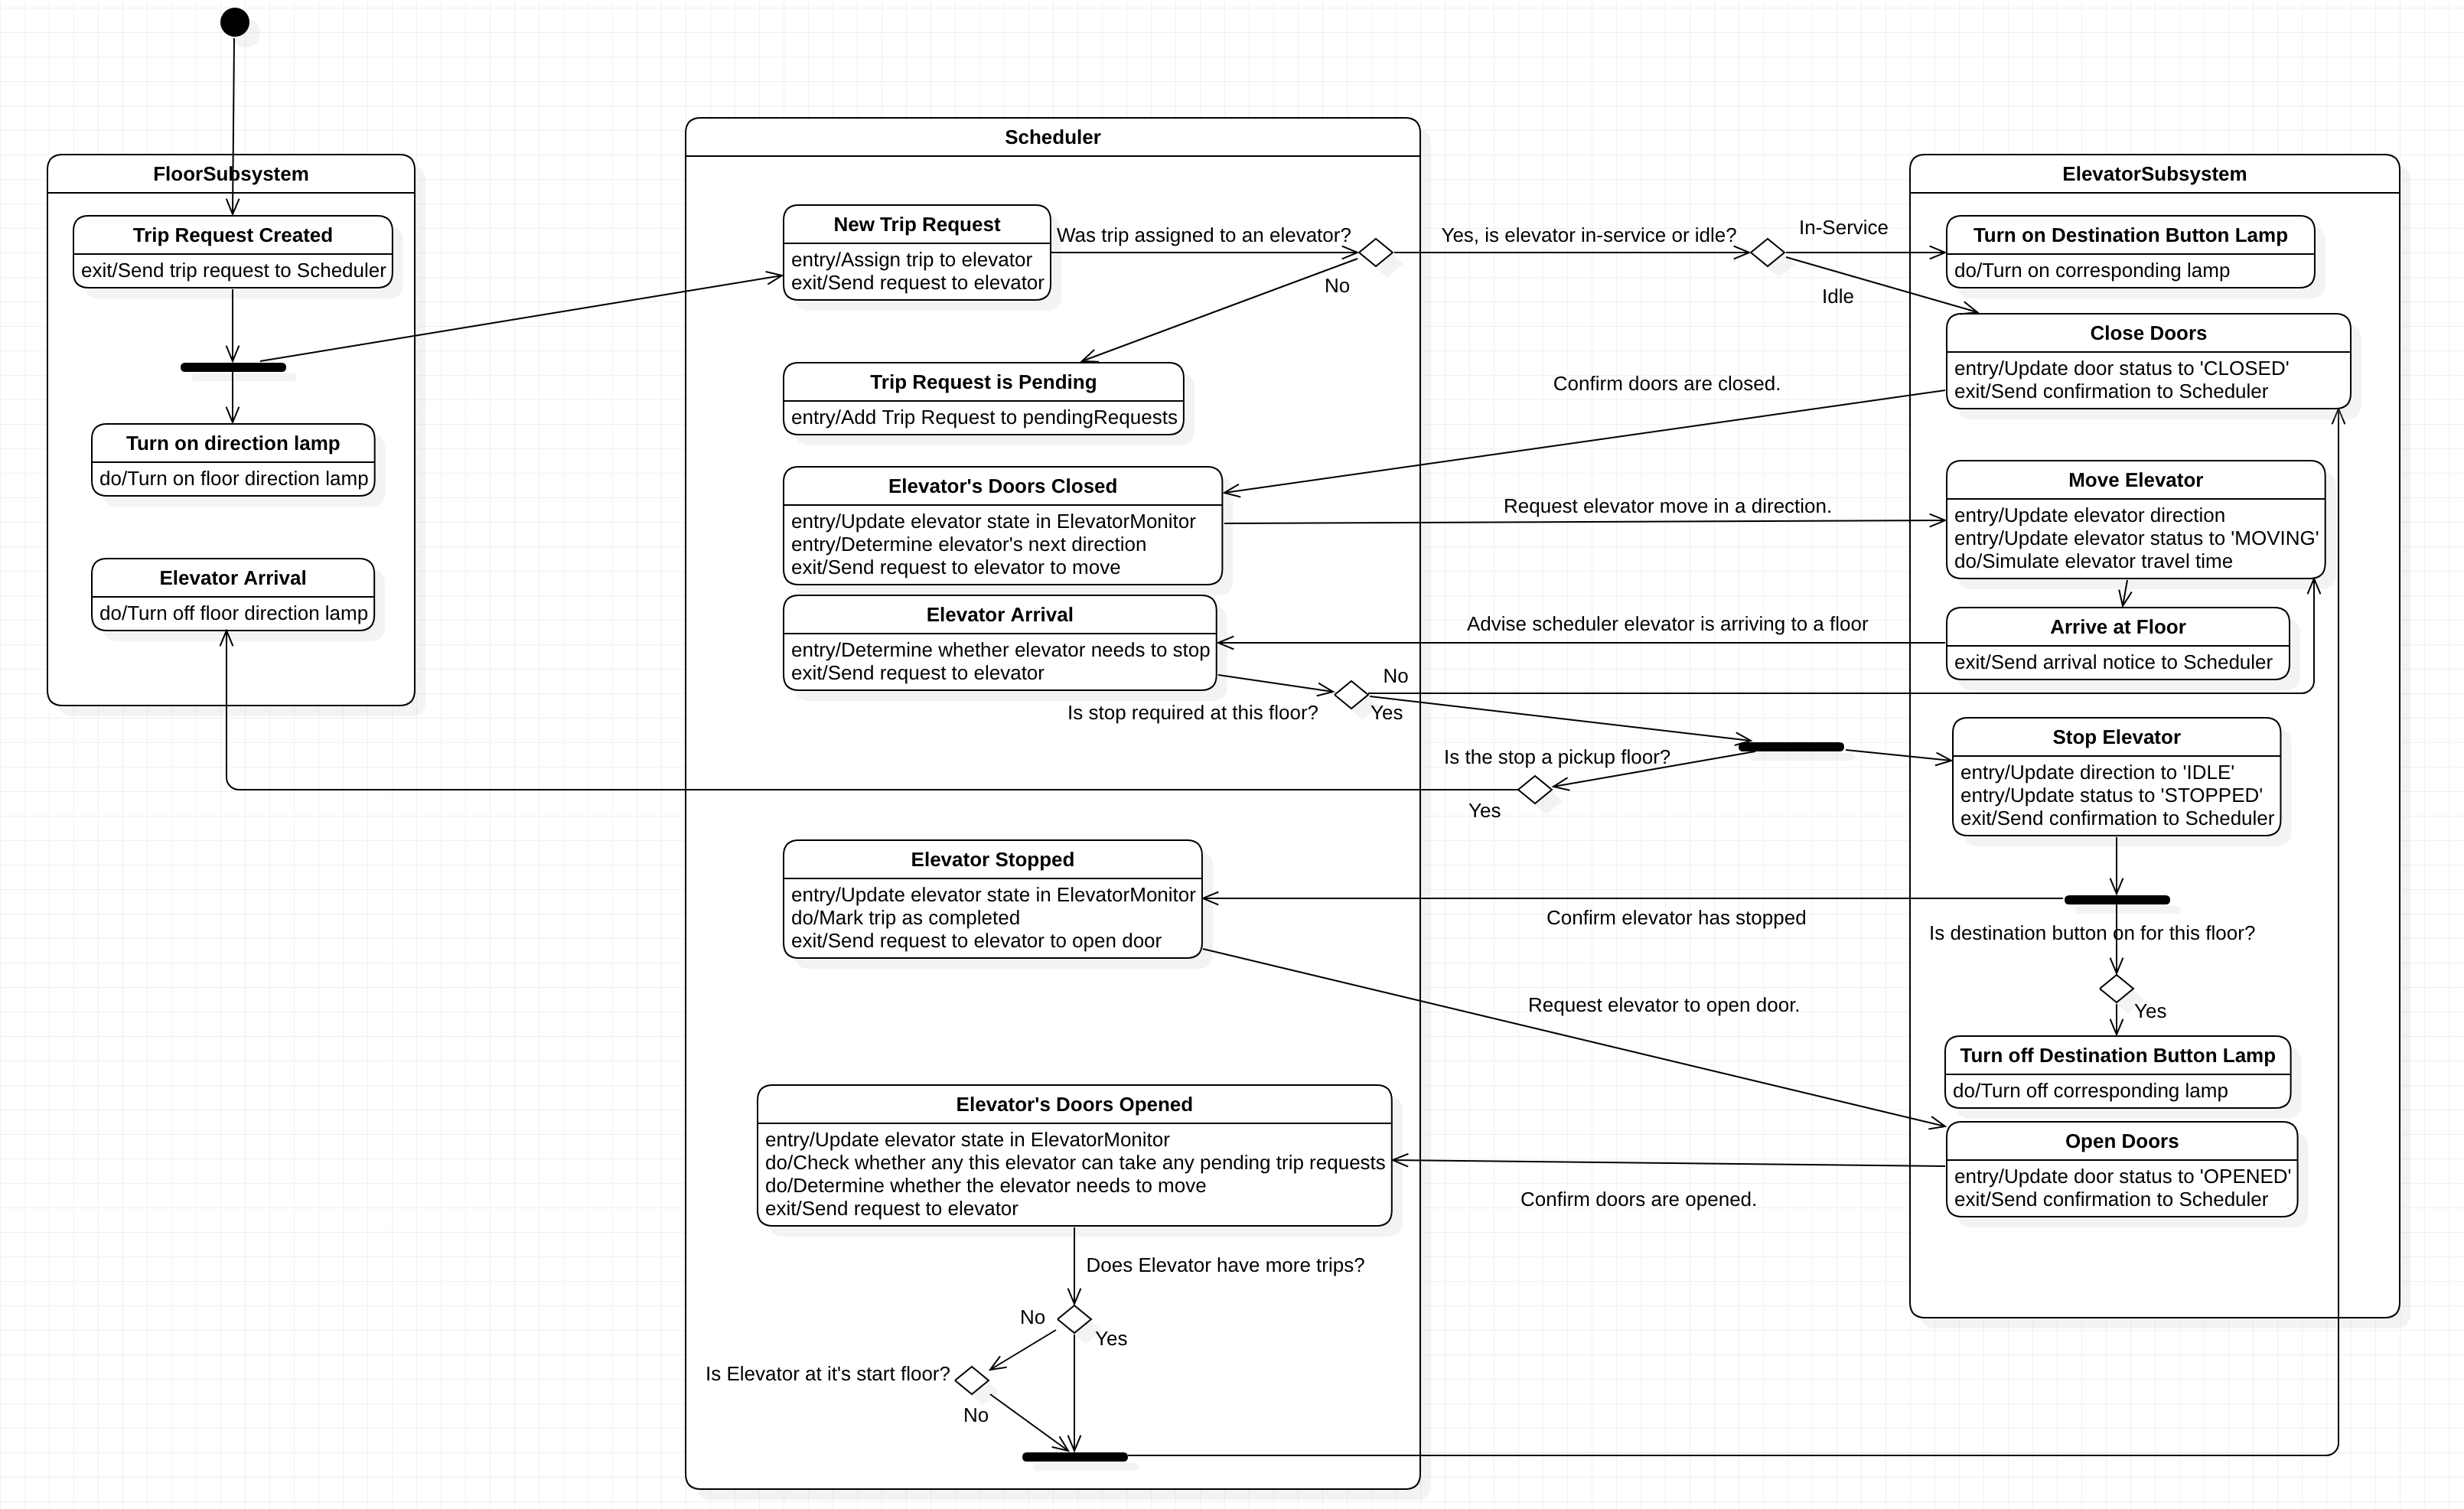 FloorSubsystem
Trip Request Created
exit/Send trip request to Scheduler
Turn on direction lamp
do/Turn on floor direction lamp
Elevator Arrival
do/Turn off floor direction lamp
Scheduler
New Trip Request
entry/Assign trip to elevator
exit/Send request to elevator
Was trip assigned to an elevator?
No
Trip Request is Pending
entry/Add Trip Request to pendingRequests
Elevator's Doors Closed
entry/Update elevator state in ElevatorMonitor
entry/Determine elevator's next direction
exit/Send request to elevator to move
Elevator Arrival
entry/Determine whether elevator needs to stop
exit/Send request to elevator
Is stop required at this floor?
No
Yes
Elevator Stopped
entry/Update elevator state in ElevatorMonitor
do/Mark trip as completed
exit/Send request to elevator to open door
Elevator's Doors Opened
entry/Update elevator state in ElevatorMonitor
do/Check whether any this elevator can take any pending trip requests
do/Determine whether the elevator needs to move
exit/Send request to elevator
Does Elevator have more trips?
No
Yes
Is Elevator at it's start floor?
No
Yes, is elevator in-service or idle?
In-Service
Idle
Confirm doors are closed.
Request elevator move in a direction.
Advise scheduler elevator is arriving to a floor
Is the stop a pickup floor?
Yes
Confirm elevator has stopped
Request elevator to open door.
Confirm doors are opened.
ElevatorSubsystem
Turn on Destination Button Lamp
do/Turn on corresponding lamp
Close Doors
entry/Update door status to 'CLOSED'
exit/Send confirmation to Scheduler
Move Elevator
entry/Update elevator direction
entry/Update elevator status to 'MOVING'
do/Simulate elevator travel time
Arrive at Floor
exit/Send arrival notice to Scheduler
Stop Elevator
entry/Update direction to 'IDLE'
entry/Update status to 'STOPPED'
exit/Send confirmation to Scheduler
Is destination button on for this floor?
Yes
Turn off Destination Button Lamp
do/Turn off corresponding lamp
Open Doors
entry/Update door status to 'OPENED'
exit/Send confirmation to Scheduler